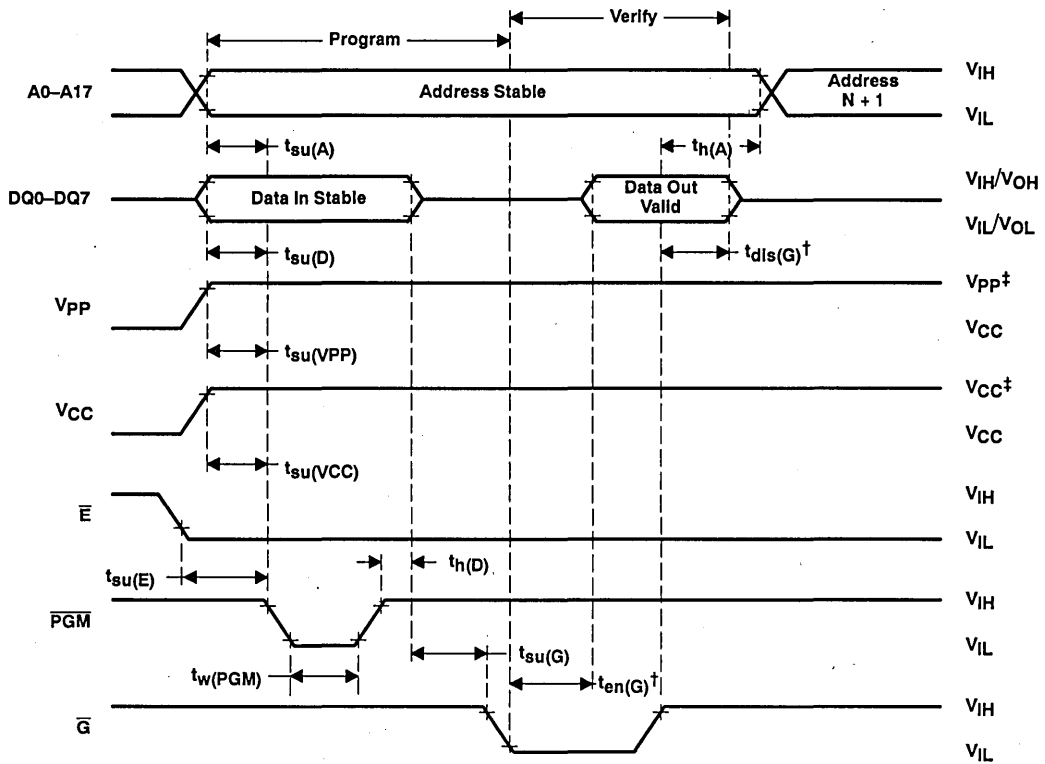 Verify
Program
A0–A17
Address Stable
Address
N + 1
VIH
VIL
tsu(A)
th(A)
DQ0–DQ7
Data In Stable
Data Out
Valid
VIH/VOH
VIL/VOL
tsu(D)
tdis(G)†
VPP
VPP‡
VCC
tsu(VPP)
VCC
VCC‡
VCC
tsu(VCC)
E
VIH
VIL
tsu(E)
th(D)
PGM
VIH
VIL
tw(PGM)
tsu(G)
ten(G)†
G
VIH
VIL